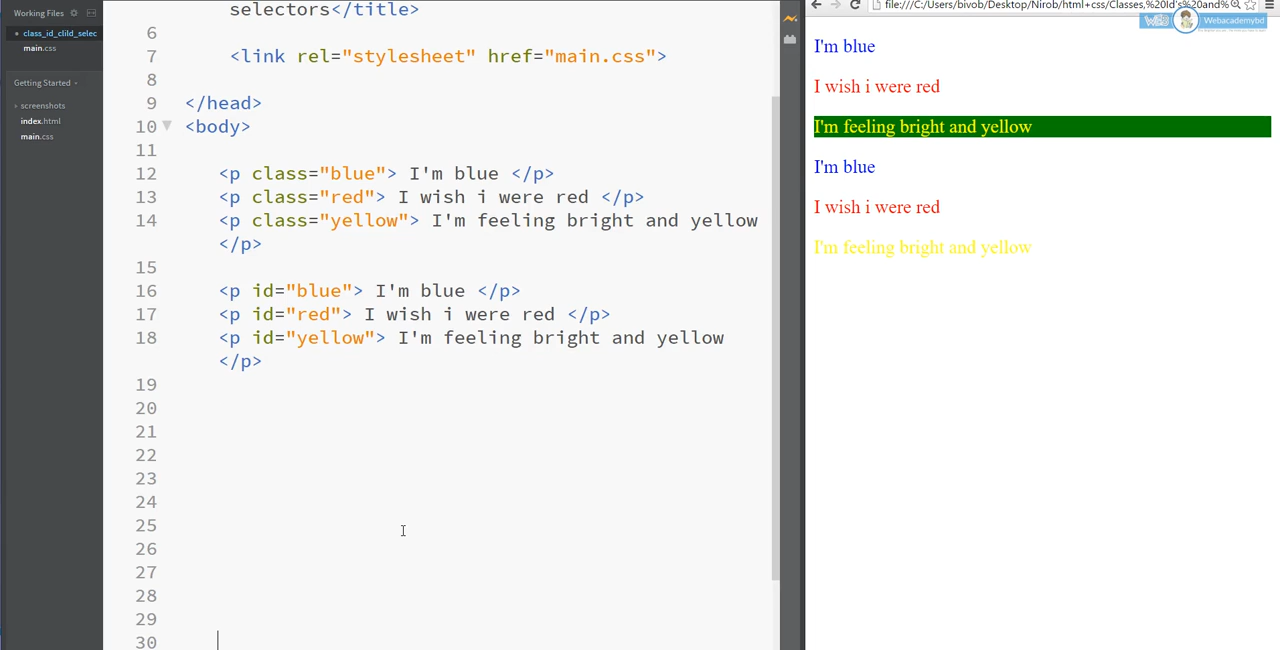 Working Files
class_id_clild_selec
main.css
Getting Started
screenshots
index.html
main.css
selectors</title>
6
7 <link rel="stylesheet" href="main.css">
8
9 </head>
10 <body>
11
12 <p class="blue"> I'm blue </p>
13 <p class="red"> I wish i were red </p>
14 <p class="yellow"> I'm feeling bright and yellow
</p>
15
16 <p id="blue"> I'm blue </p>
17 <p id="red"> I wish i were red </p>
18 <p id="yellow"> I'm feeling bright and yellow
</p>
19
20
21
22
23
24
25
26
27
28
29
30
file:///C:/Users/bivob/Desktop/Nirob/html+css/Classes,%20Id's%20and%
Webacademybd
I'm blue
I wish i were red
I'm feeling bright and yellow
I'm blue
I wish i were red
I'm feeling bright and yellow